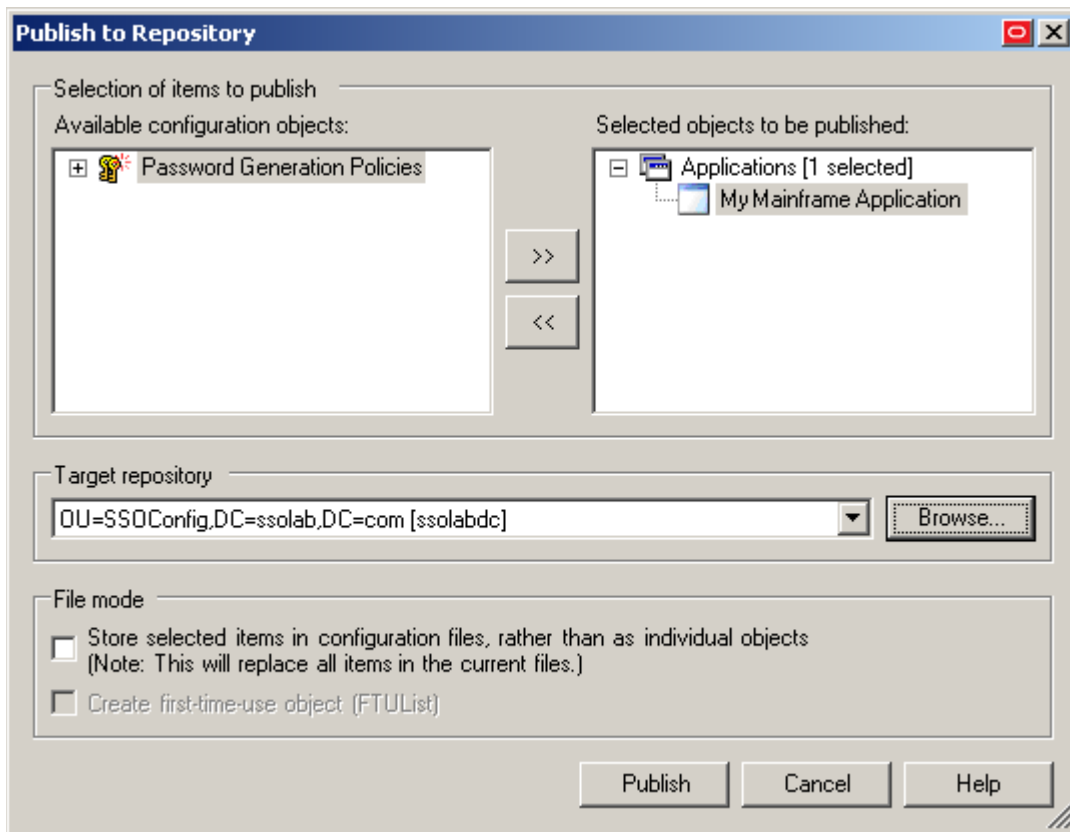 Publish to Repository
Selection of items to publish
Available configuration objects:
Selected objects to be published:
Password Generation Policies
Applications [1 selected]
My Mainframe Application
>>
<<
Target repository
OU=SSOConfig,DC=ssolab,DC=com [ssolabdc]
Browse...
File mode
Store selected items in configuration files, rather than as individual objects
(Note: This will replace all items in the current files.)
Create first-time-use object (FTUList)
Publish
Cancel
Help